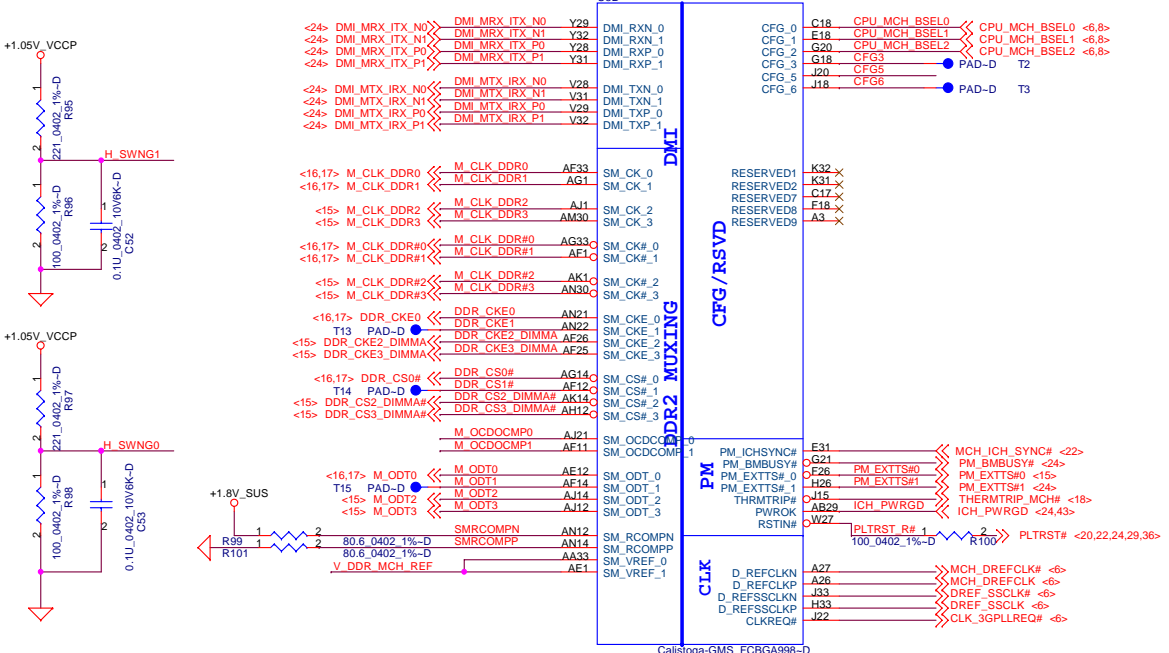 +1.05V_VCCP
1
221_0402_1%~D
R95
2
H_SWNG1
1
100_0402_1%~D
R96
2
1
2
0.1U_0402_10V6K~D
C52
+1.05V_VCCP
1
221_0402_1%~D
R97
2
H_SWNG0
1
100_0402_1%~D
R98
2
1
2
0.1U_0402_10V6K~D
C53
<24> DMI_MRX_ITX_N0 DMI_MRX_ITX_N0 Y29 DMI_RXN_0
<24> DMI_MRX_ITX_N1 DMI_MRX_ITX_N1 Y32 DMI_RXN_1
<24> DMI_MRX_ITX_P0 DMI_MRX_ITX_P0 Y28 DMI_RXP_0
<24> DMI_MRX_ITX_P1 DMI_MRX_ITX_P1 Y31 DMI_RXP_1
<24> DMI_MTX_IRX_N0 DMI_MTX_IRX_N0 V28 DMI_TXN_0
<24> DMI_MTX_IRX_N1 DMI_MTX_IRX_N1 V31 DMI_TXN_1
<24> DMI_MTX_IRX_P0 DMI_MTX_IRX_P0 V29 DMI_TXP_0
<24> DMI_MTX_IRX_P1 DMI_MTX_IRX_P1 V32 DMI_TXP_1
DMI
<16,17> M_CLK_DDR0 M_CLK_DDR0 AF33 SM_CK_0
<16,17> M_CLK_DDR1 M_CLK_DDR1 AG1 SM_CK_1
<15> M_CLK_DDR2 M_CLK_DDR2 AJ1 SM_CK_2
<15> M_CLK_DDR3 M_CLK_DDR3 AM30 SM_CK_3
<16,17> M_CLK_DDR#0 M_CLK_DDR#0 AG33 SM_CK#_0
<16,17> M_CLK_DDR#1 M_CLK_DDR#1 AF1 SM_CK#_1
<15> M_CLK_DDR#2 M_CLK_DDR#2 AK1 SM_CK#_2
<15> M_CLK_DDR#3 M_CLK_DDR#3 AN30 SM_CK#_3
<16,17> DDR_CKE0 DDR_CKE0 AN21 SM_CKE_0
T13 PAD~D DDR_CKE1 AN22 SM_CKE_1
<15> DDR_CKE2_DIMMA DDR_CKE2_DIMMA AF26 SM_CKE_2
<15> DDR_CKE3_DIMMA DDR_CKE3_DIMMA AF25 SM_CKE_3
<16,17> DDR_CS0# DDR_CS0# AG14 SM_CS#_0
T14 PAD~D DDR_CS1# AF12 SM_CS#_1
<15> DDR_CS2_DIMMA# DDR_CS2_DIMMA# AK14 SM_CS#_2
<15> DDR_CS3_DIMMA# DDR_CS3_DIMMA# AH12 SM_CS#_3
DDR2 MUXING
M_OCDOCMP0 AJ21 SM_OCDCOMP_0
M_OCDOCMP1 AF11 SM_OCDCOMP_1
<16,17> M_ODT0 M_ODT0 AE12 SM_ODT_0
T15 PAD~D M_ODT1 AF14 SM_ODT_1
<15> M_ODT2 M_ODT2 AJ14 SM_ODT_2
<15> M_ODT3 M_ODT3 AJ12 SM_ODT_3
+1.8V_SUS
R99 1 2 80.6_0402_1%~D SMRCOMPN AN12 SM_RCOMPN
R101 1 2 80.6_0402_1%~D SMRCOMPP AN14 SM_RCOMPP
V_DDR_MCH_REF AA33 SM_VREF_0
AE1 SM_VREF_1
CFG_0 C18 CPU_MCH_BSEL0 CPU_MCH_BSEL0 <6,8>
CFG_1 E18 CPU_MCH_BSEL1 CPU_MCH_BSEL1 <6,8>
CFG_2 G20 CPU_MCH_BSEL2 CPU_MCH_BSEL2 <6,8>
CFG_3 G18 CFG3 PAD~D T2
CFG_5 J20 CFG5
CFG_6 J18 CFG6 PAD~D T3
RESERVED1 K32
RESERVED2 K31
RESERVED7 C17
RESERVED8 F18
RESERVED9 A3
CFG/RSVD
PM_ICHSYNC# E31 MCH_ICH_SYNC# <22>
PM_BMBUSY# G21 PM_BMBUSY# <24>
PM_EXTTS#_0 F26 PM_EXTTS#0 PM_EXTTS#0 <15>
PM_EXTTS#_1 H26 PM_EXTTS#1 PM_EXTTS#1 <24>
THRMTRIP# J15 THERMTRIP_MCH# <18>
PWROK AB29 ICH_PWRGD ICH_PWRGD <24,43>
RSTIN# W27 PLTRST_R# 1 2 PLTRST# <20,22,24,29,36>
100_0402_1%~D R100
PM
D_REFCLKN A27 MCH_DREFCLK# <6>
D_REFCLKP A26 MCH_DREFCLK <6>
D_REFSSCLKN J33 DREF_SSCLK# <6>
D_REFSSCLKP H33 DREF_SSCLK <6>
CLKREQ# J22 CLK_3GPLLREQ# <6>
CLK
Calistoga-GMS_FCBGA998~D